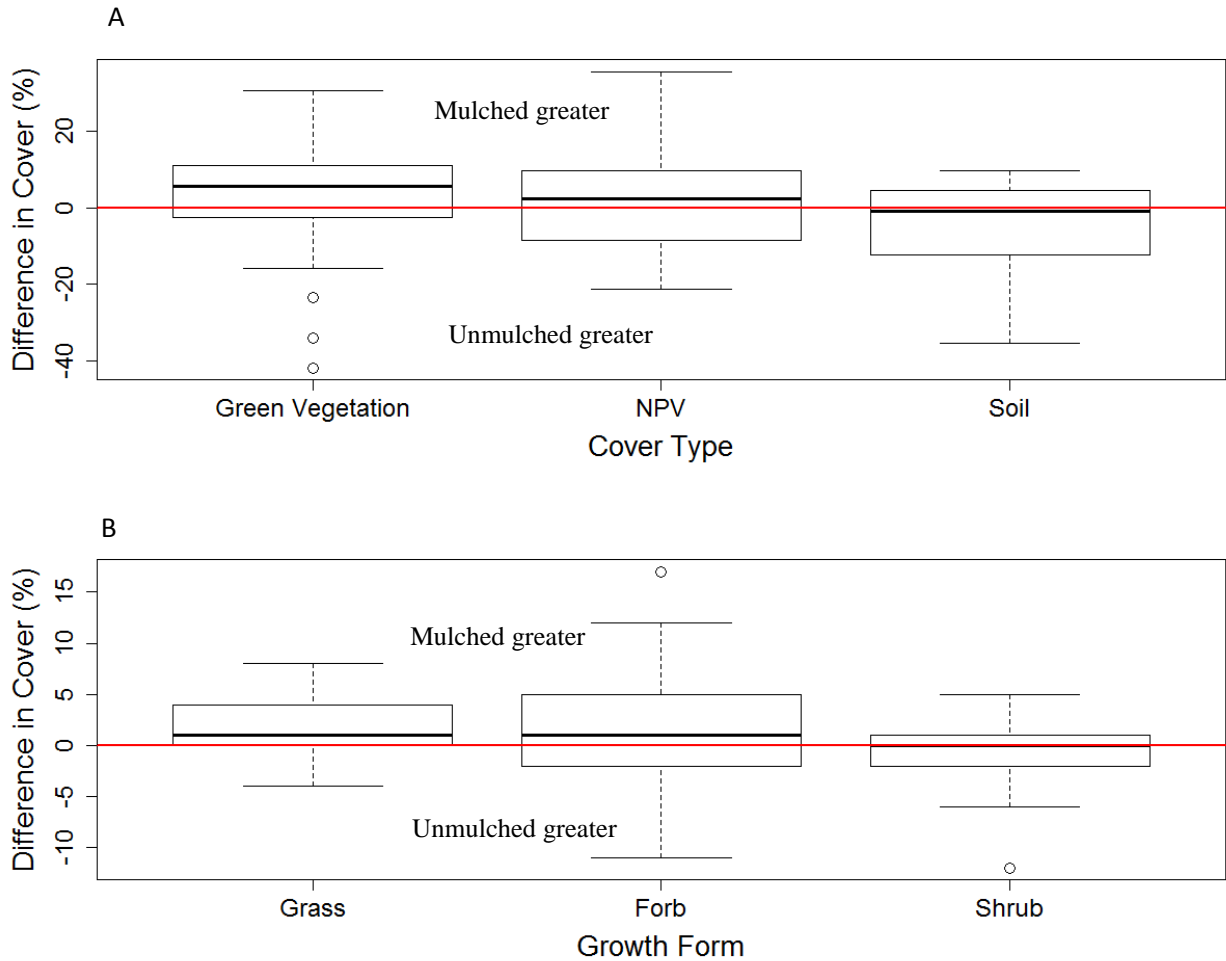 A
Difference in Cover (%)
20
0
-20
-40
Mulched greater
Unmulched greater
Green Vegetation NPV Soil
Cover Type
B
Difference in Cover (%)
15
10
5
0
-5
-10
Mulched greater
Unmulched greater
Grass Forb Shrub
Growth Form